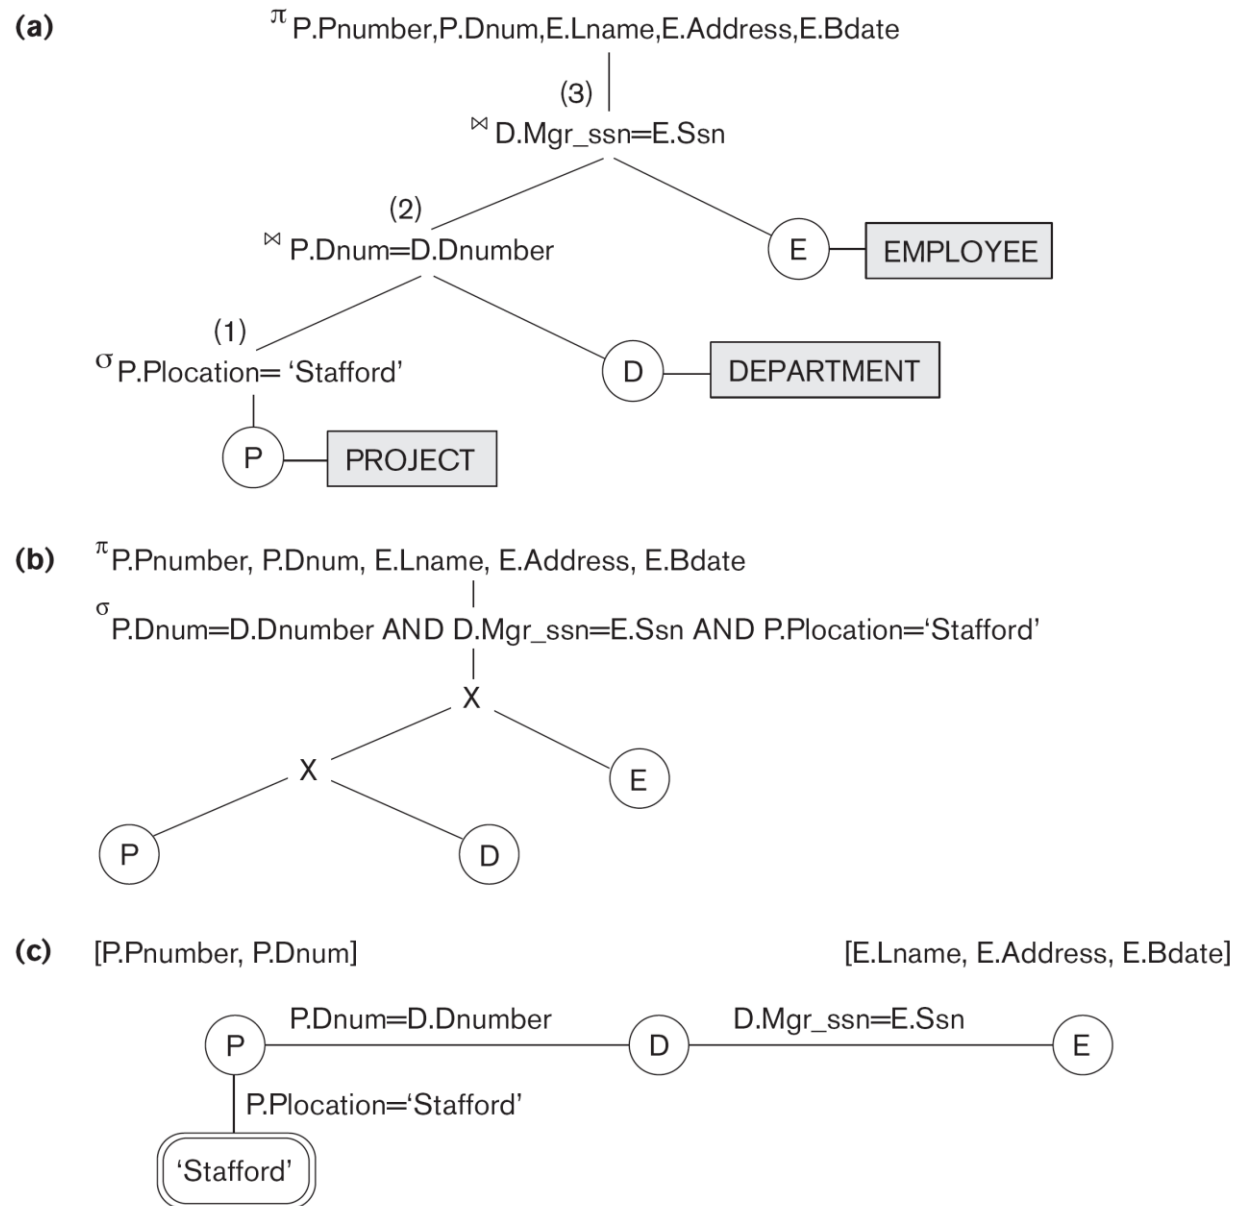 (a) π P.Pnumber,P.Dnum,E.Lname,E.Address,E.Bdate
(3)
⋈ D.Mgr_ssn=E.Ssn
(2)
⋈ P.Dnum=D.Dnumber
E EMPLOYEE
(1)
σ P.Plocation= ‘Stafford’
D DEPARTMENT
P PROJECT
(b) π P.Pnumber, P.Dnum, E.Lname, E.Address, E.Bdate
σ P.Dnum=D.Dnumber AND D.Mgr_ssn=E.Ssn AND P.Plocation=‘Stafford’
X
X E
P D
(c) [P.Pnumber, P.Dnum] [E.Lname, E.Address, E.Bdate]
P.Dnum=D.Dnumber D.Mgr_ssn=E.Ssn
P D E
P.Plocation=‘Stafford’
‘Stafford’